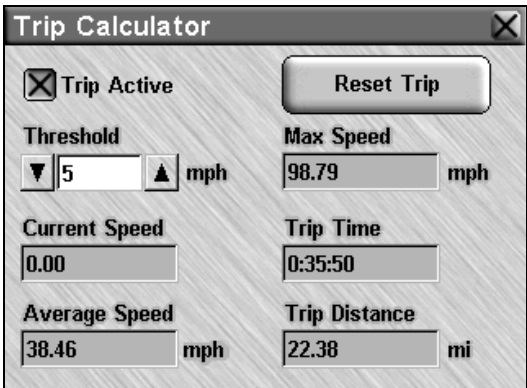 Trip Calculator
Trip Active
Reset Trip
Threshold
5 mph
Max Speed
98.79 mph
Current Speed
0.00
Trip Time
0:35:50
Average Speed
38.46 mph
Trip Distance
22.38 mi